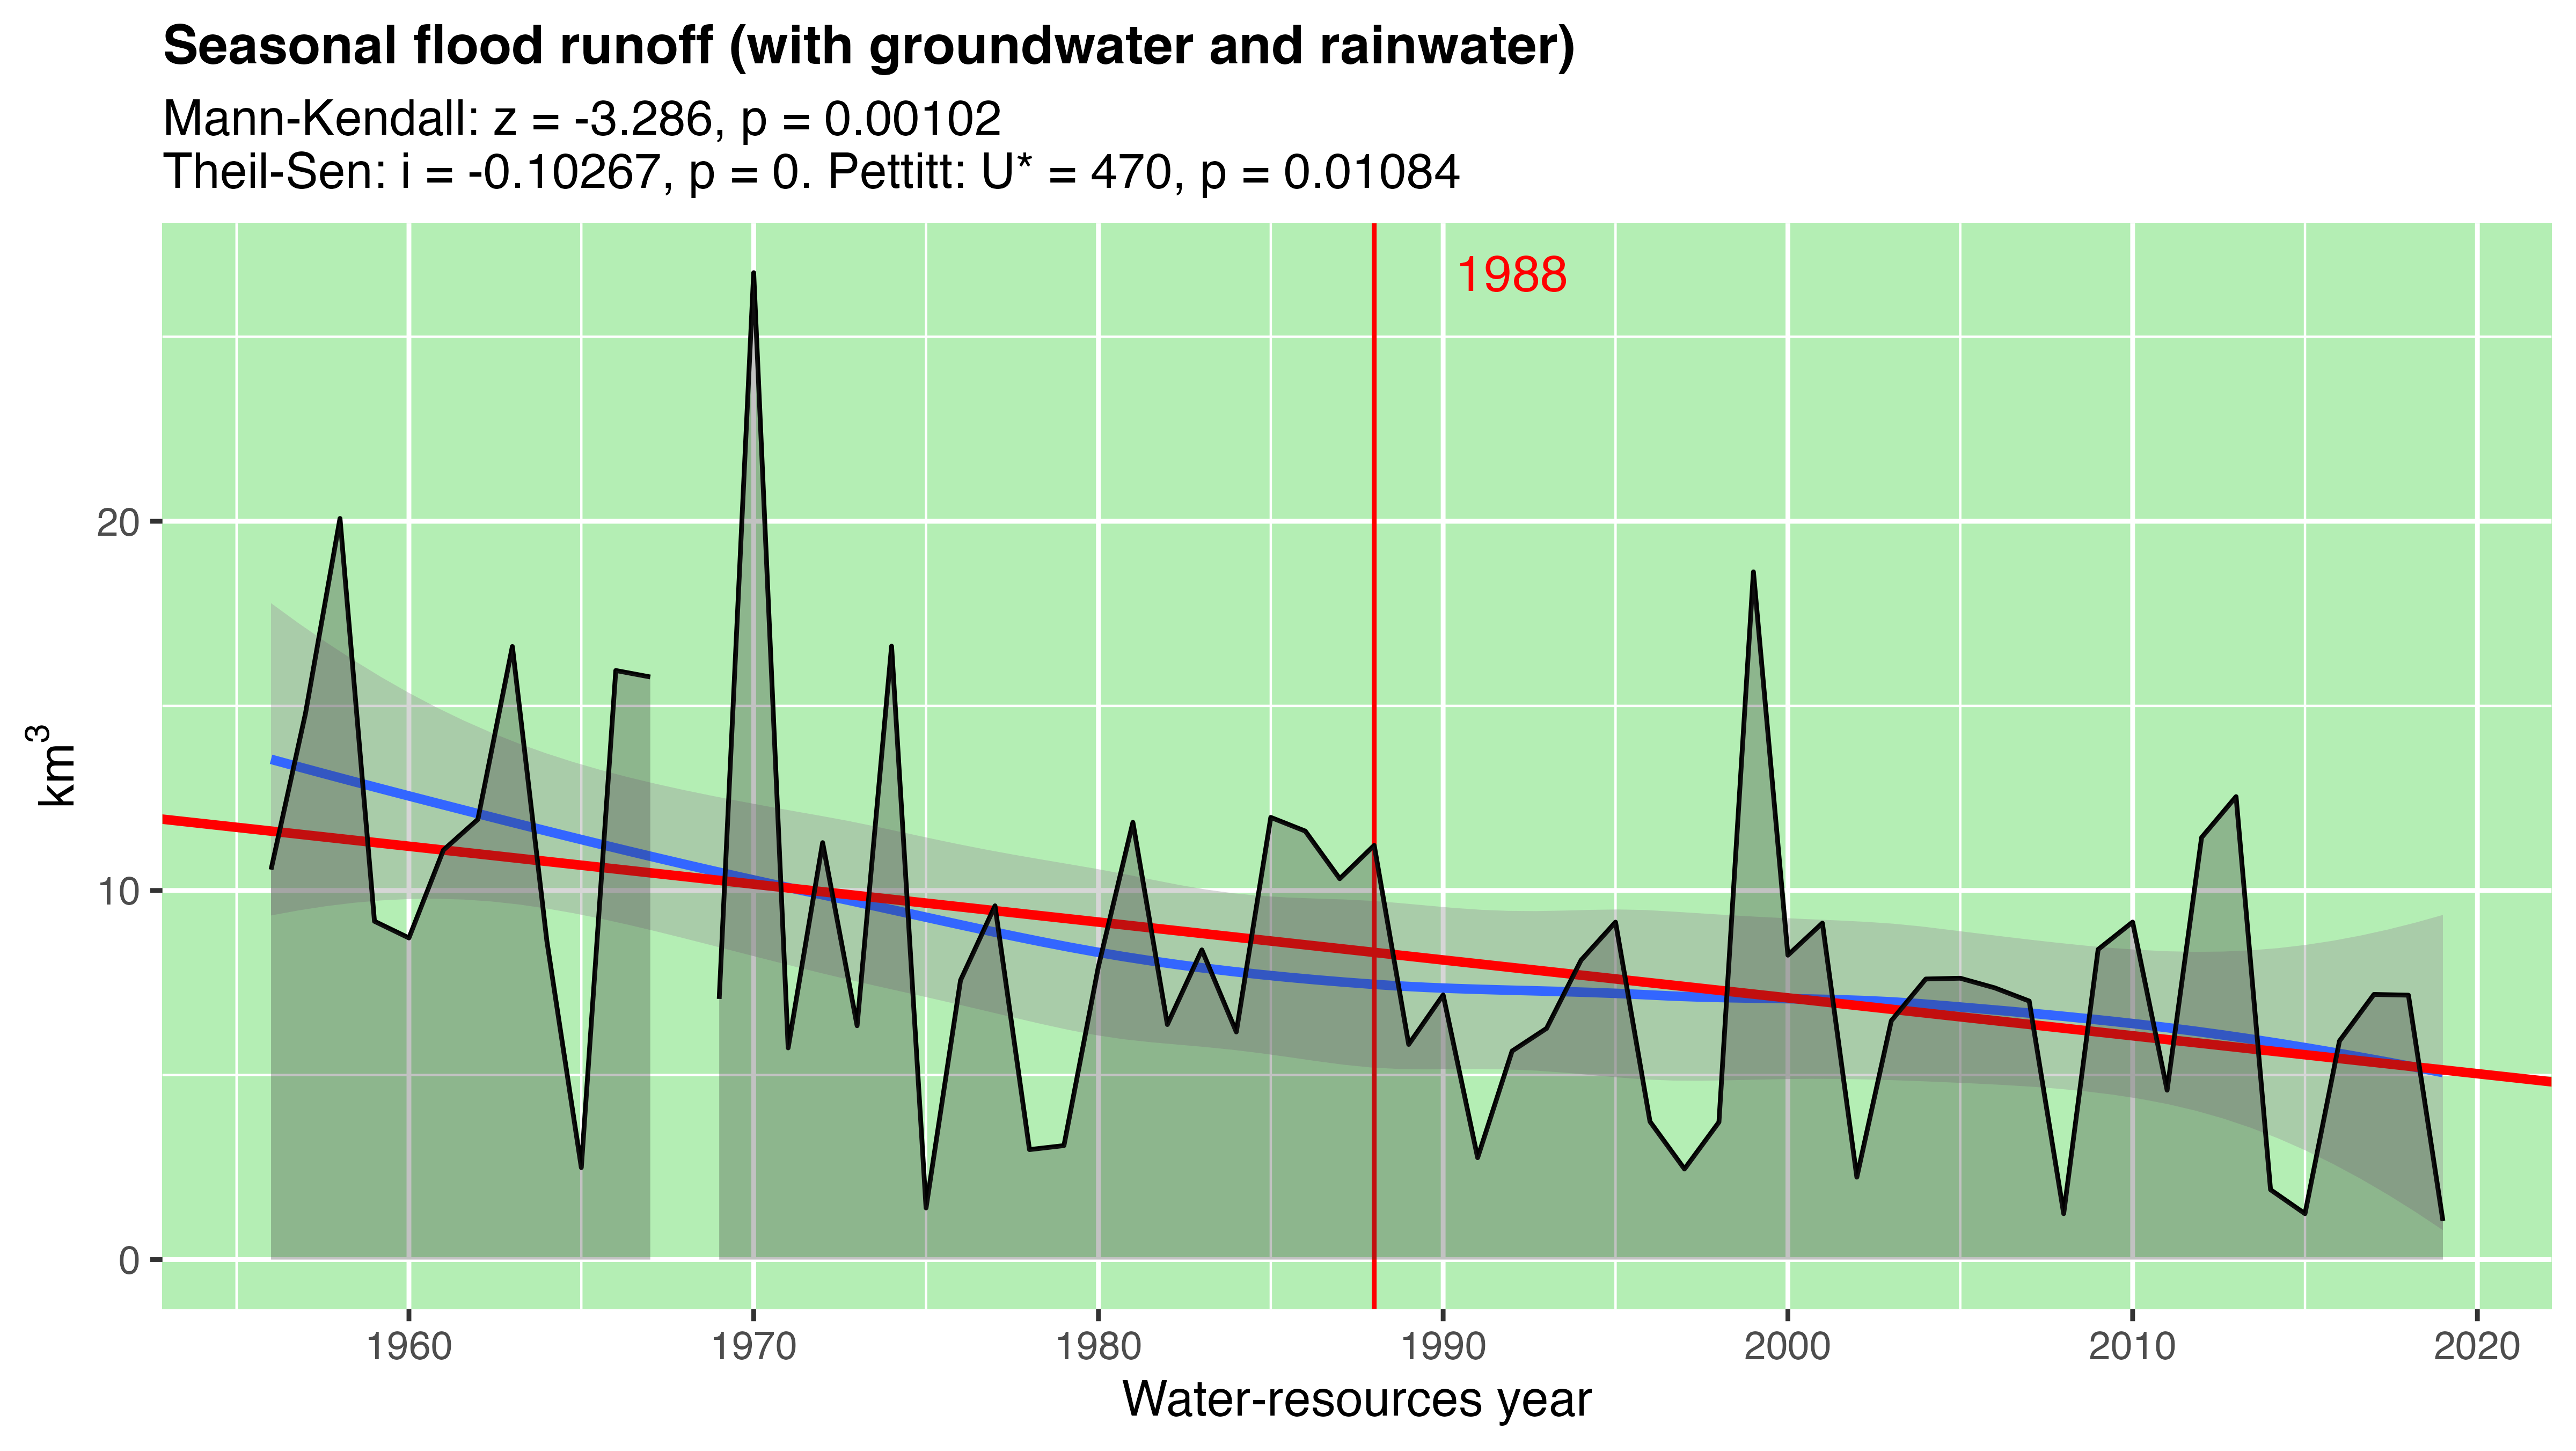 Seasonal flood runoff (with groundwater and rainwater)
Mann-Kendall: z = -3.286, p = 0.00102
Theil-Sen: i = -0.10267, p = 0. Pettitt: U* = 470, p = 0.01084
1988
20
10
0
km³
1960 1970 1980 1990 2000 2010 2020
Water-resources year